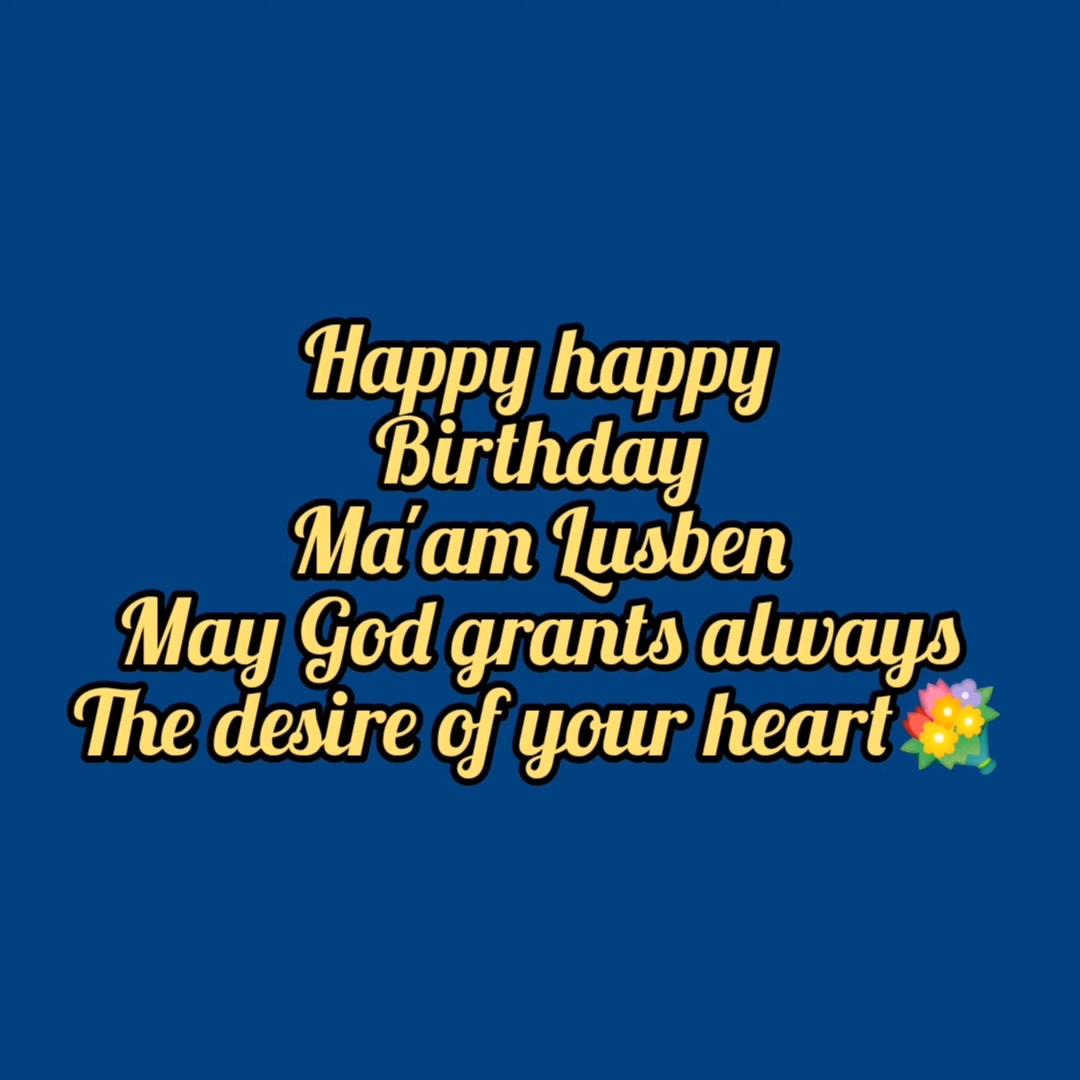 Happy happy
Birthday
Ma'am Lusben
May God grants always
The desire of your heart💐